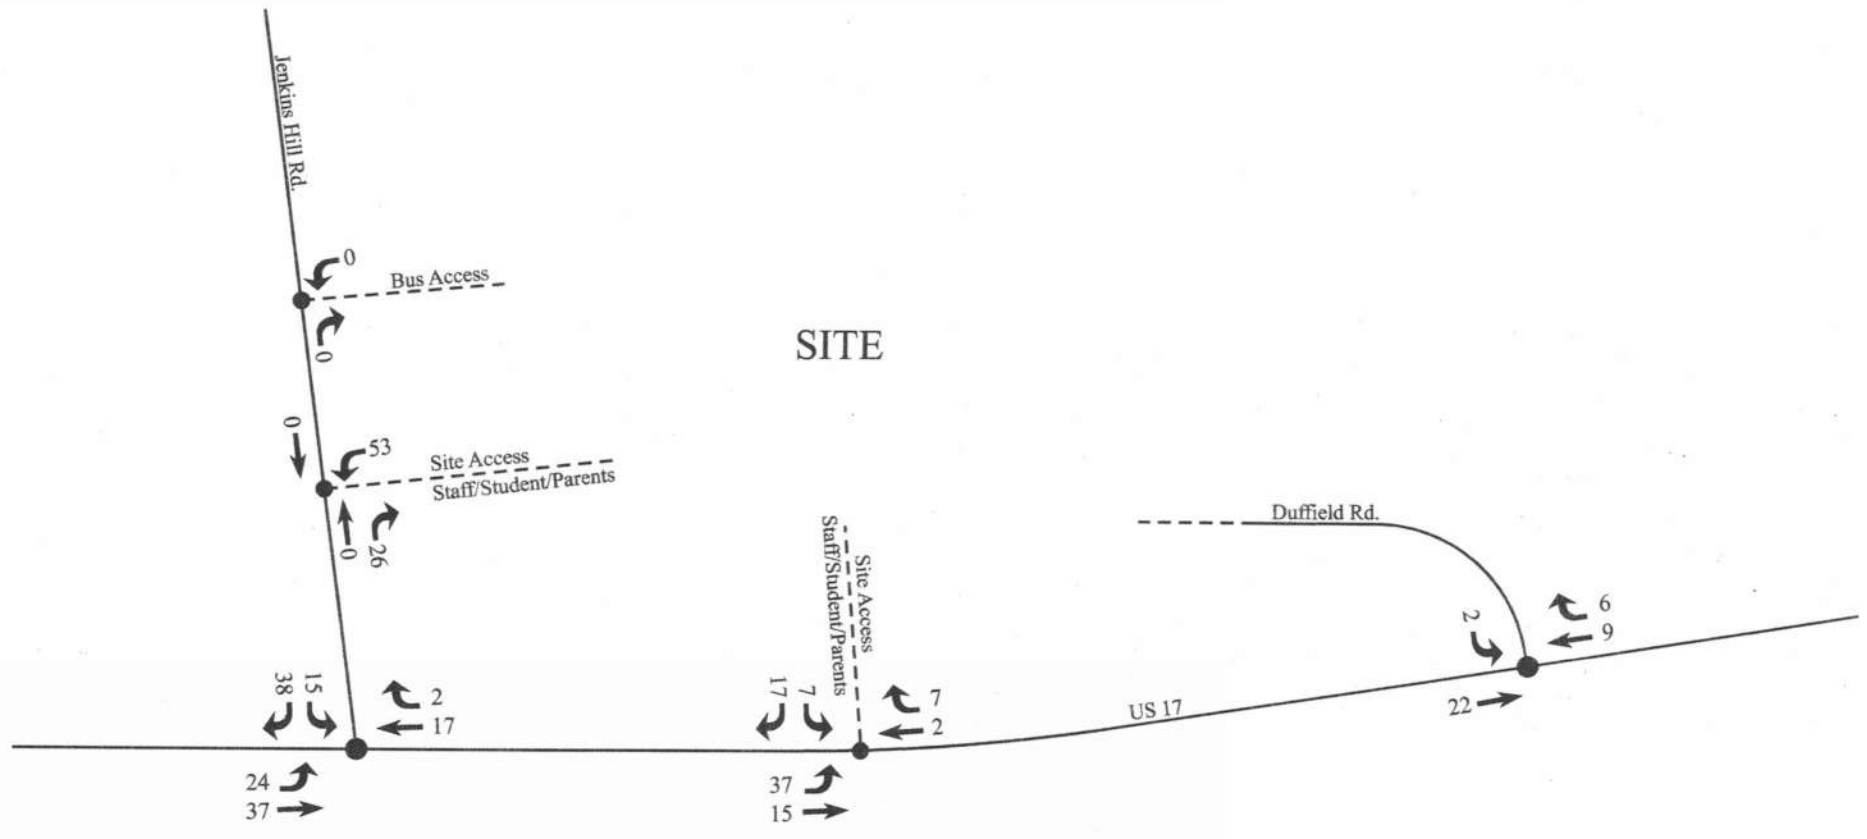 Jenkins Hill Rd.
0
Bus Access
0
SITE
0
53
Site Access
Staff/Student/Parents
0
26
Duffield Rd.
Staff/Student/Parents
Site Access
2
6
9
38
15
2
17
17
7
7
2
US 17
22
24
37
37
15